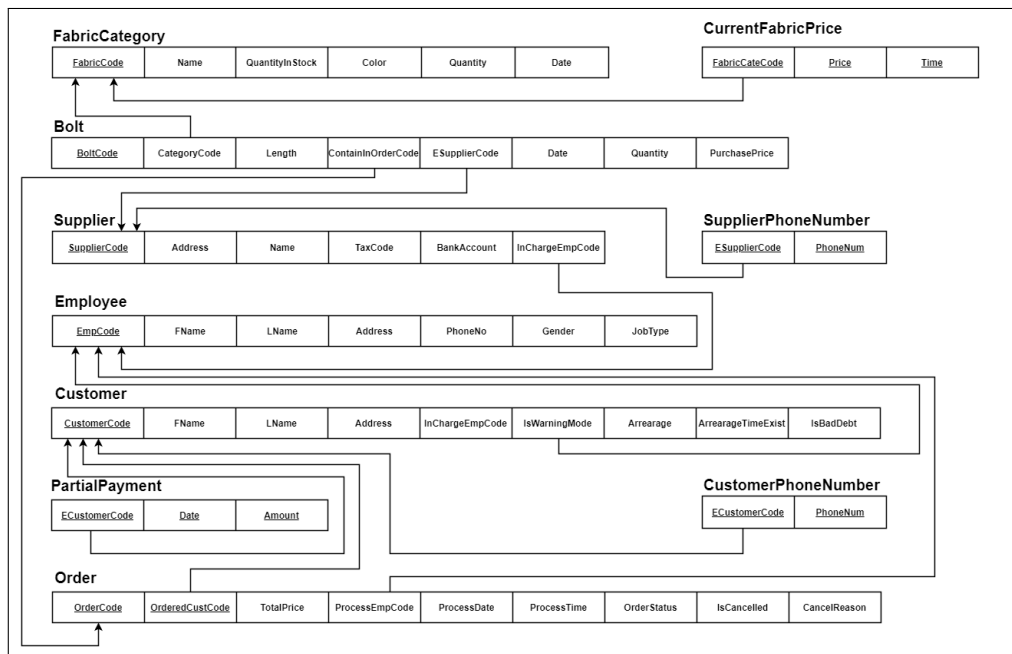 FabricCategory
CurrentFabricPrice
FabricCode Name QuantityInStock Color Quantity Date
FabricCateCode Price Time
Bolt
BoltCode CategoryCode Length ContainInOrderCode ESupplierCode Date Quantity PurchasePrice
Supplier
SupplierPhoneNumber
SupplierCode Address Name TaxCode BankAccount InChargeEmpCode
ESupplierCode PhoneNum
Employee
EmpCode FName LName Address PhoneNo Gender JobType
Customer
CustomerCode FName LName Address InChargeEmpCode IsWarningMode Arrearage ArrearageTimeExist IsBadDebt
PartialPayment
CustomerPhoneNumber
ECustomerCode Date Amount
ECustomerCode PhoneNum
Order
OrderCode OrderedCustCode TotalPrice ProcessEmpCode ProcessDate ProcessTime OrderStatus IsCancelled CancelReason